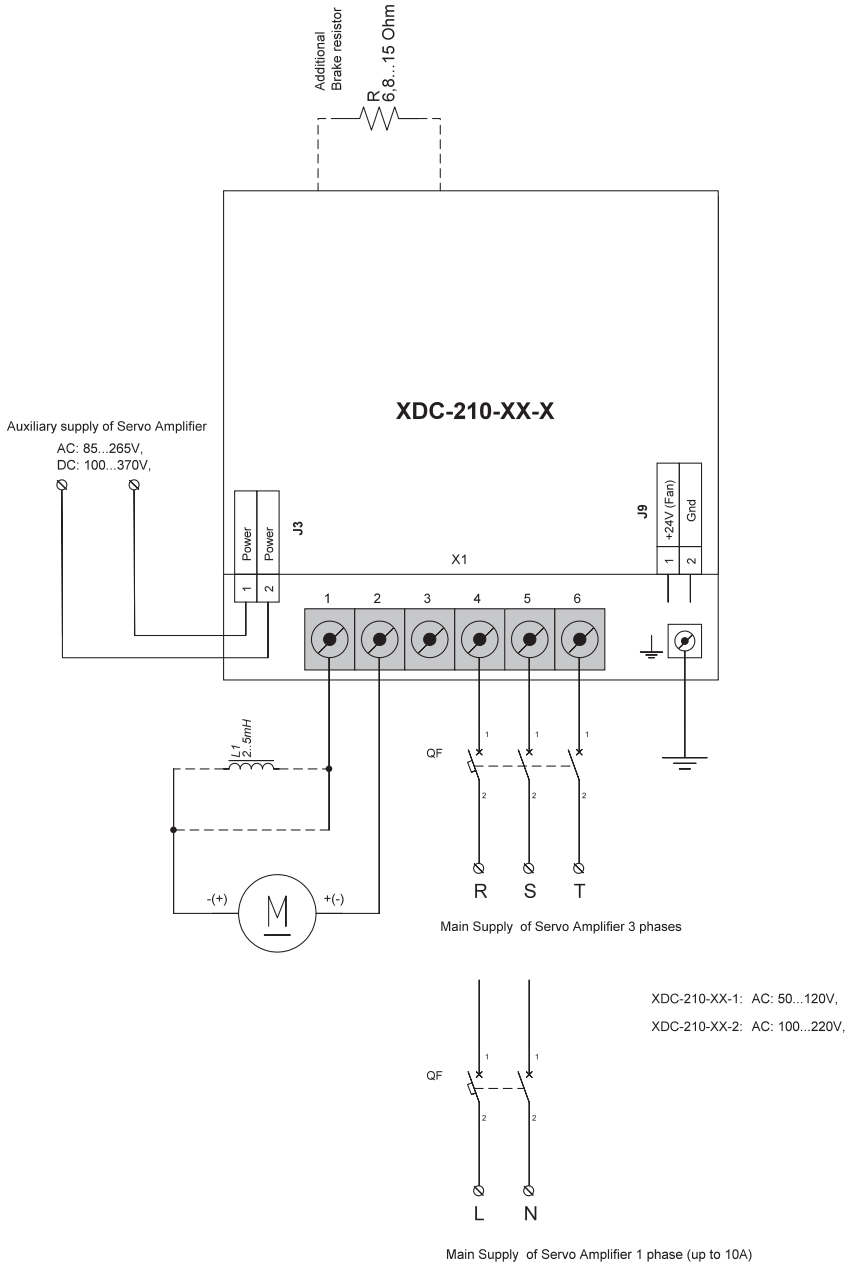 Additional
Brake resistor
R
6,8...15 Ohm
XDC-210-XX-X
Auxiliary supply of Servo Amplifier
AC: 85...265V,
DC: 100...370V,
Power
Power
J3
1
2
J9
+24V (Fan)
Gnd
1
2
X1
1 2 3 4 5 6
L1
2..5mH
QF
1 1 1
2 2 2
-(+)
M
+(-)
R S T
Main Supply of Servo Amplifier 3 phases
XDC-210-XX-1: AC: 50...120V,
XDC-210-XX-2: AC: 100...220V,
QF
1 1
2 2
L N
Main Supply of Servo Amplifier 1 phase (up to 10A)